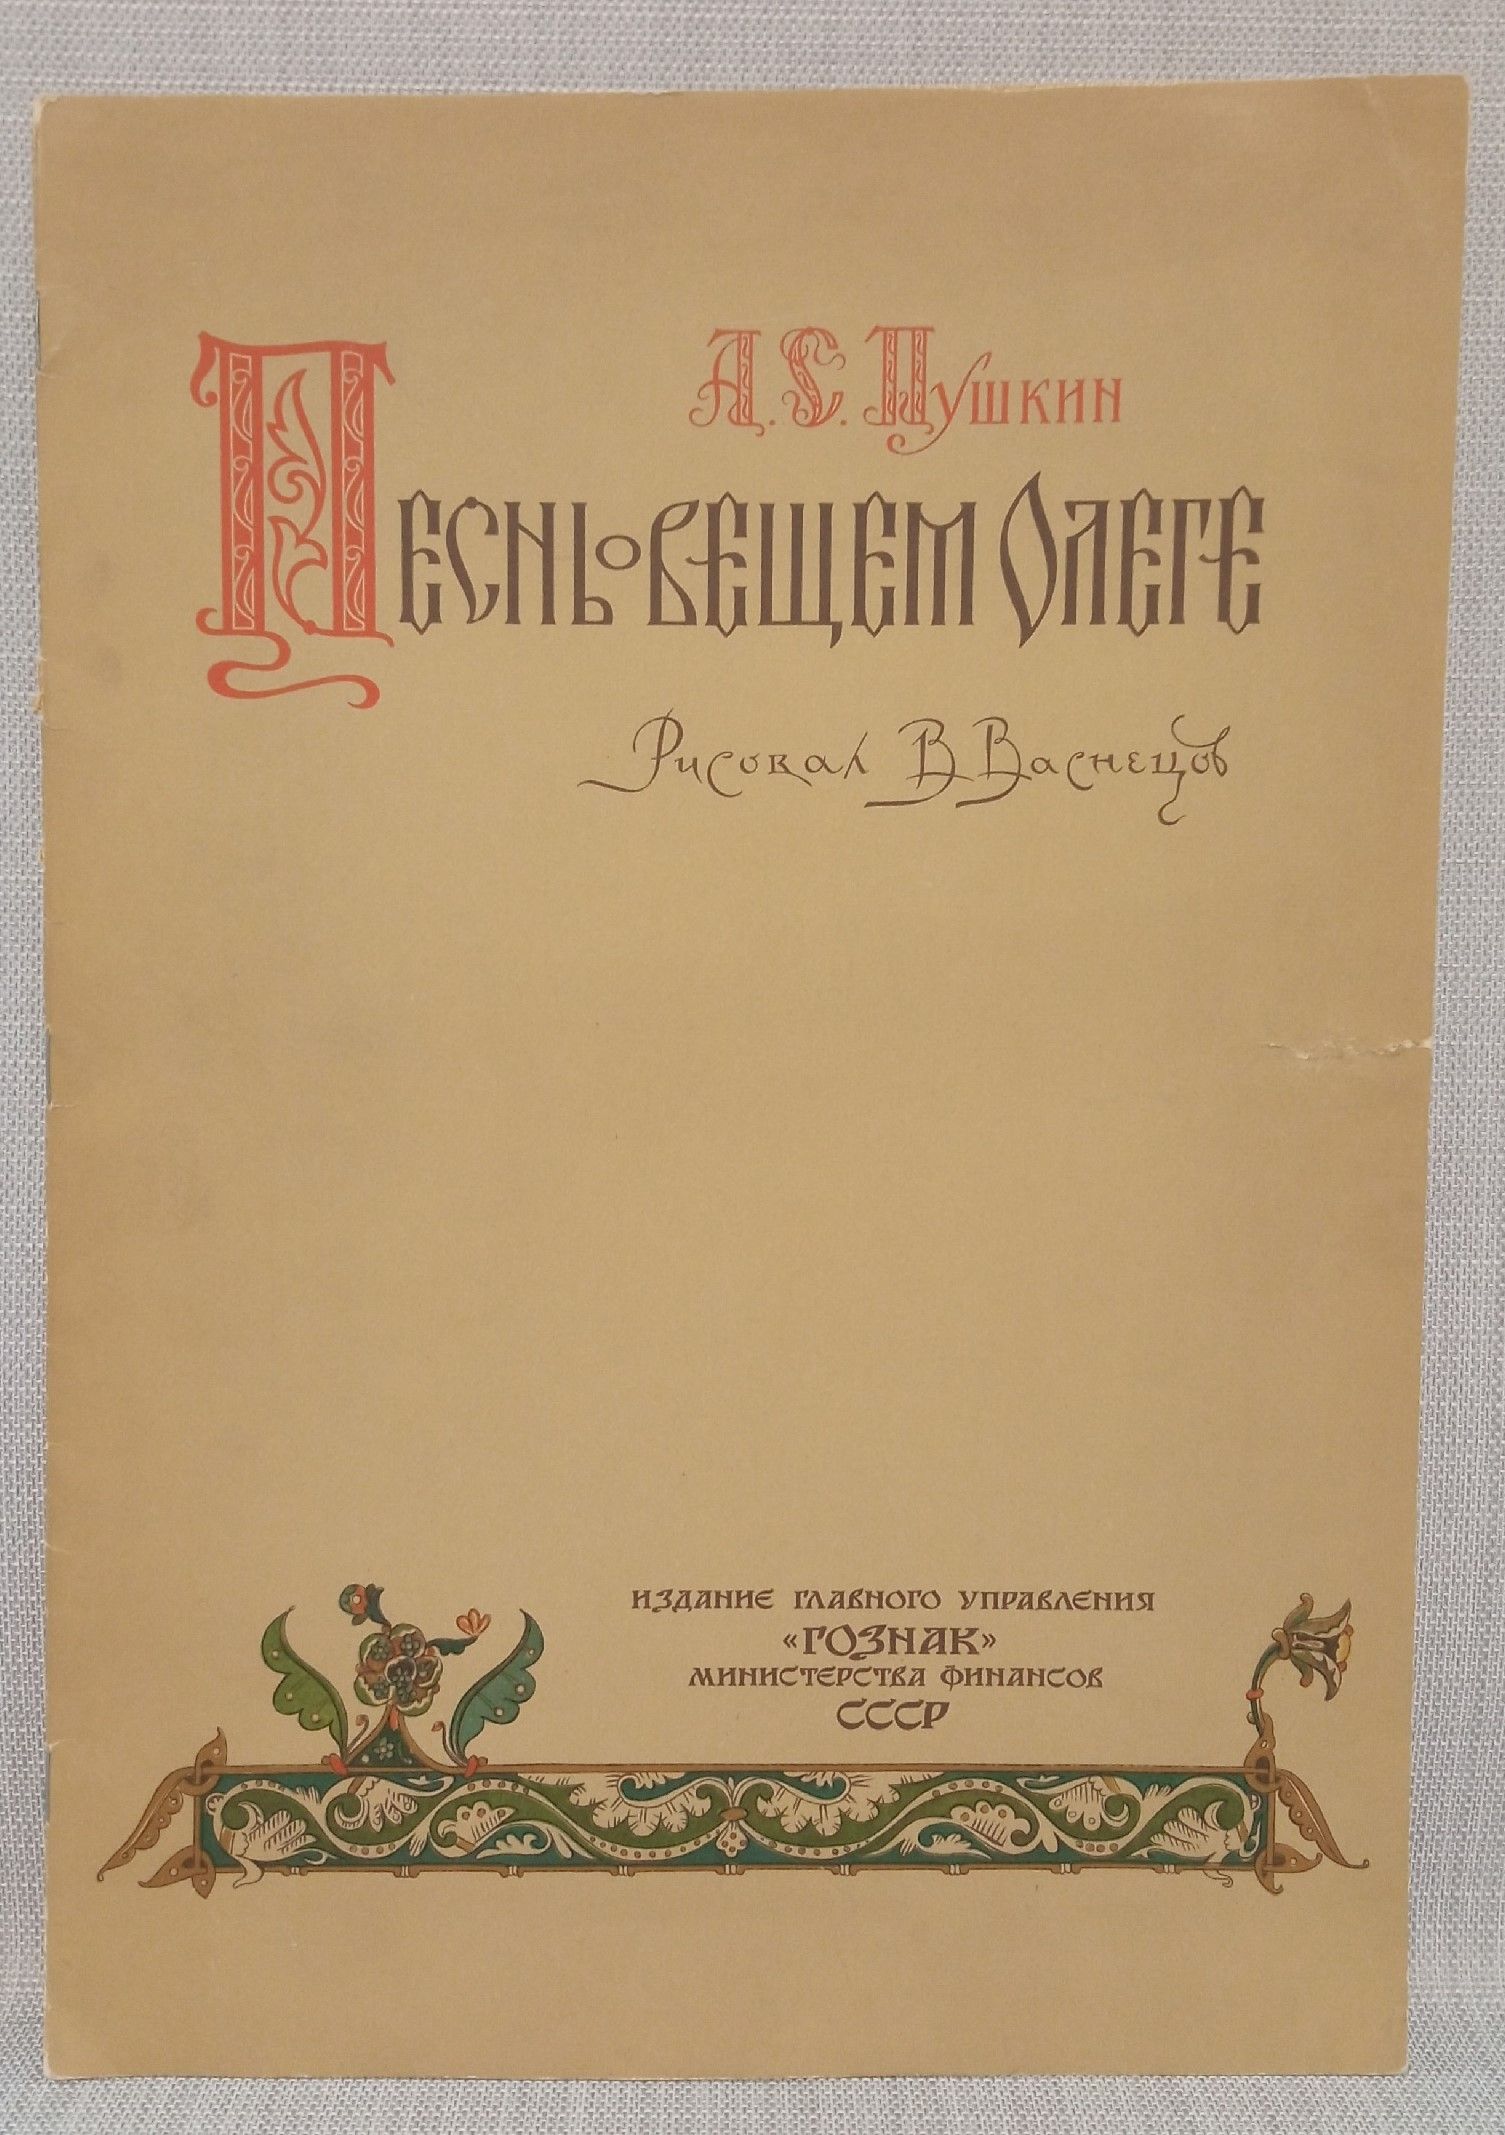 А. С. Пушкин
Песнь о вещем Олеге
Рисовал В Васнецов
ИЗДАНИЕ ГЛАВНОГО УПРАВЛЕНИЯ
«ГОЗНАК»
МИНИСТЕРСТВА ФИНАНСОВ
СССР